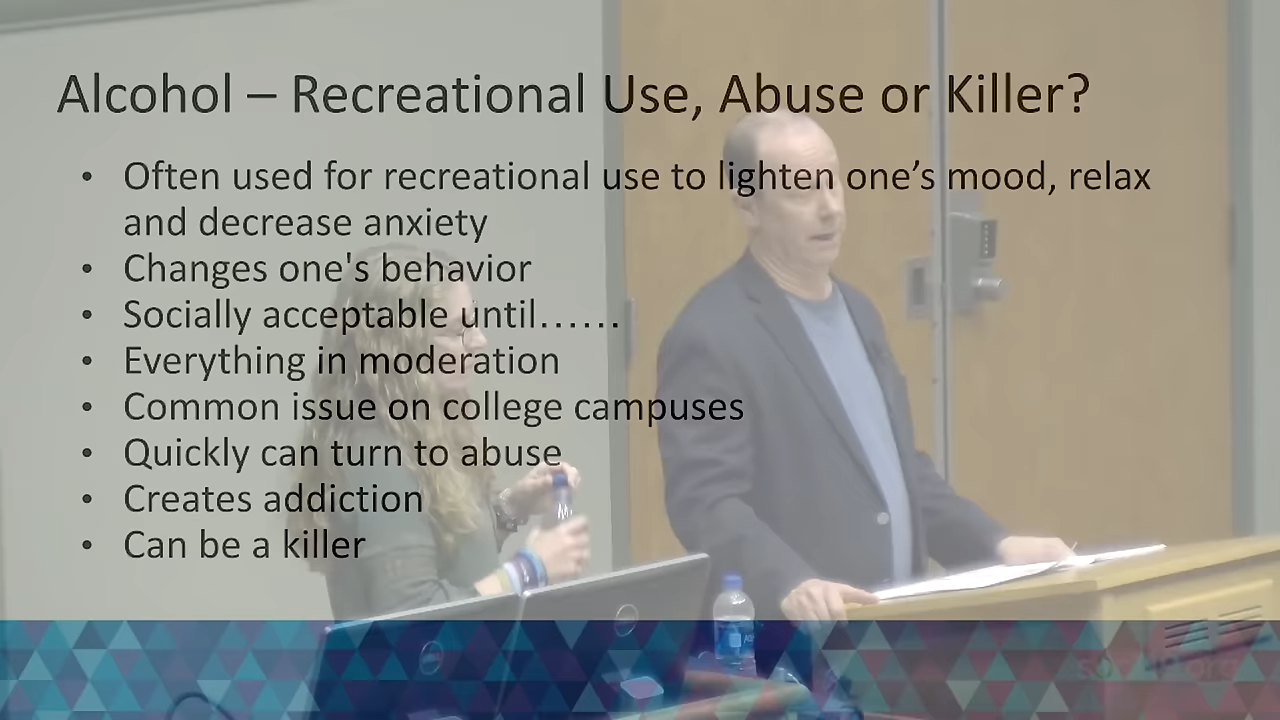 Alcohol – Recreational Use, Abuse or Killer?
• Often used for recreational use to lighten one’s mood, relax
and decrease anxiety
• Changes one's behavior
• Socially acceptable until……
• Everything in moderation
• Common issue on college campuses
• Quickly can turn to abuse
• Creates addiction
• Can be a killer